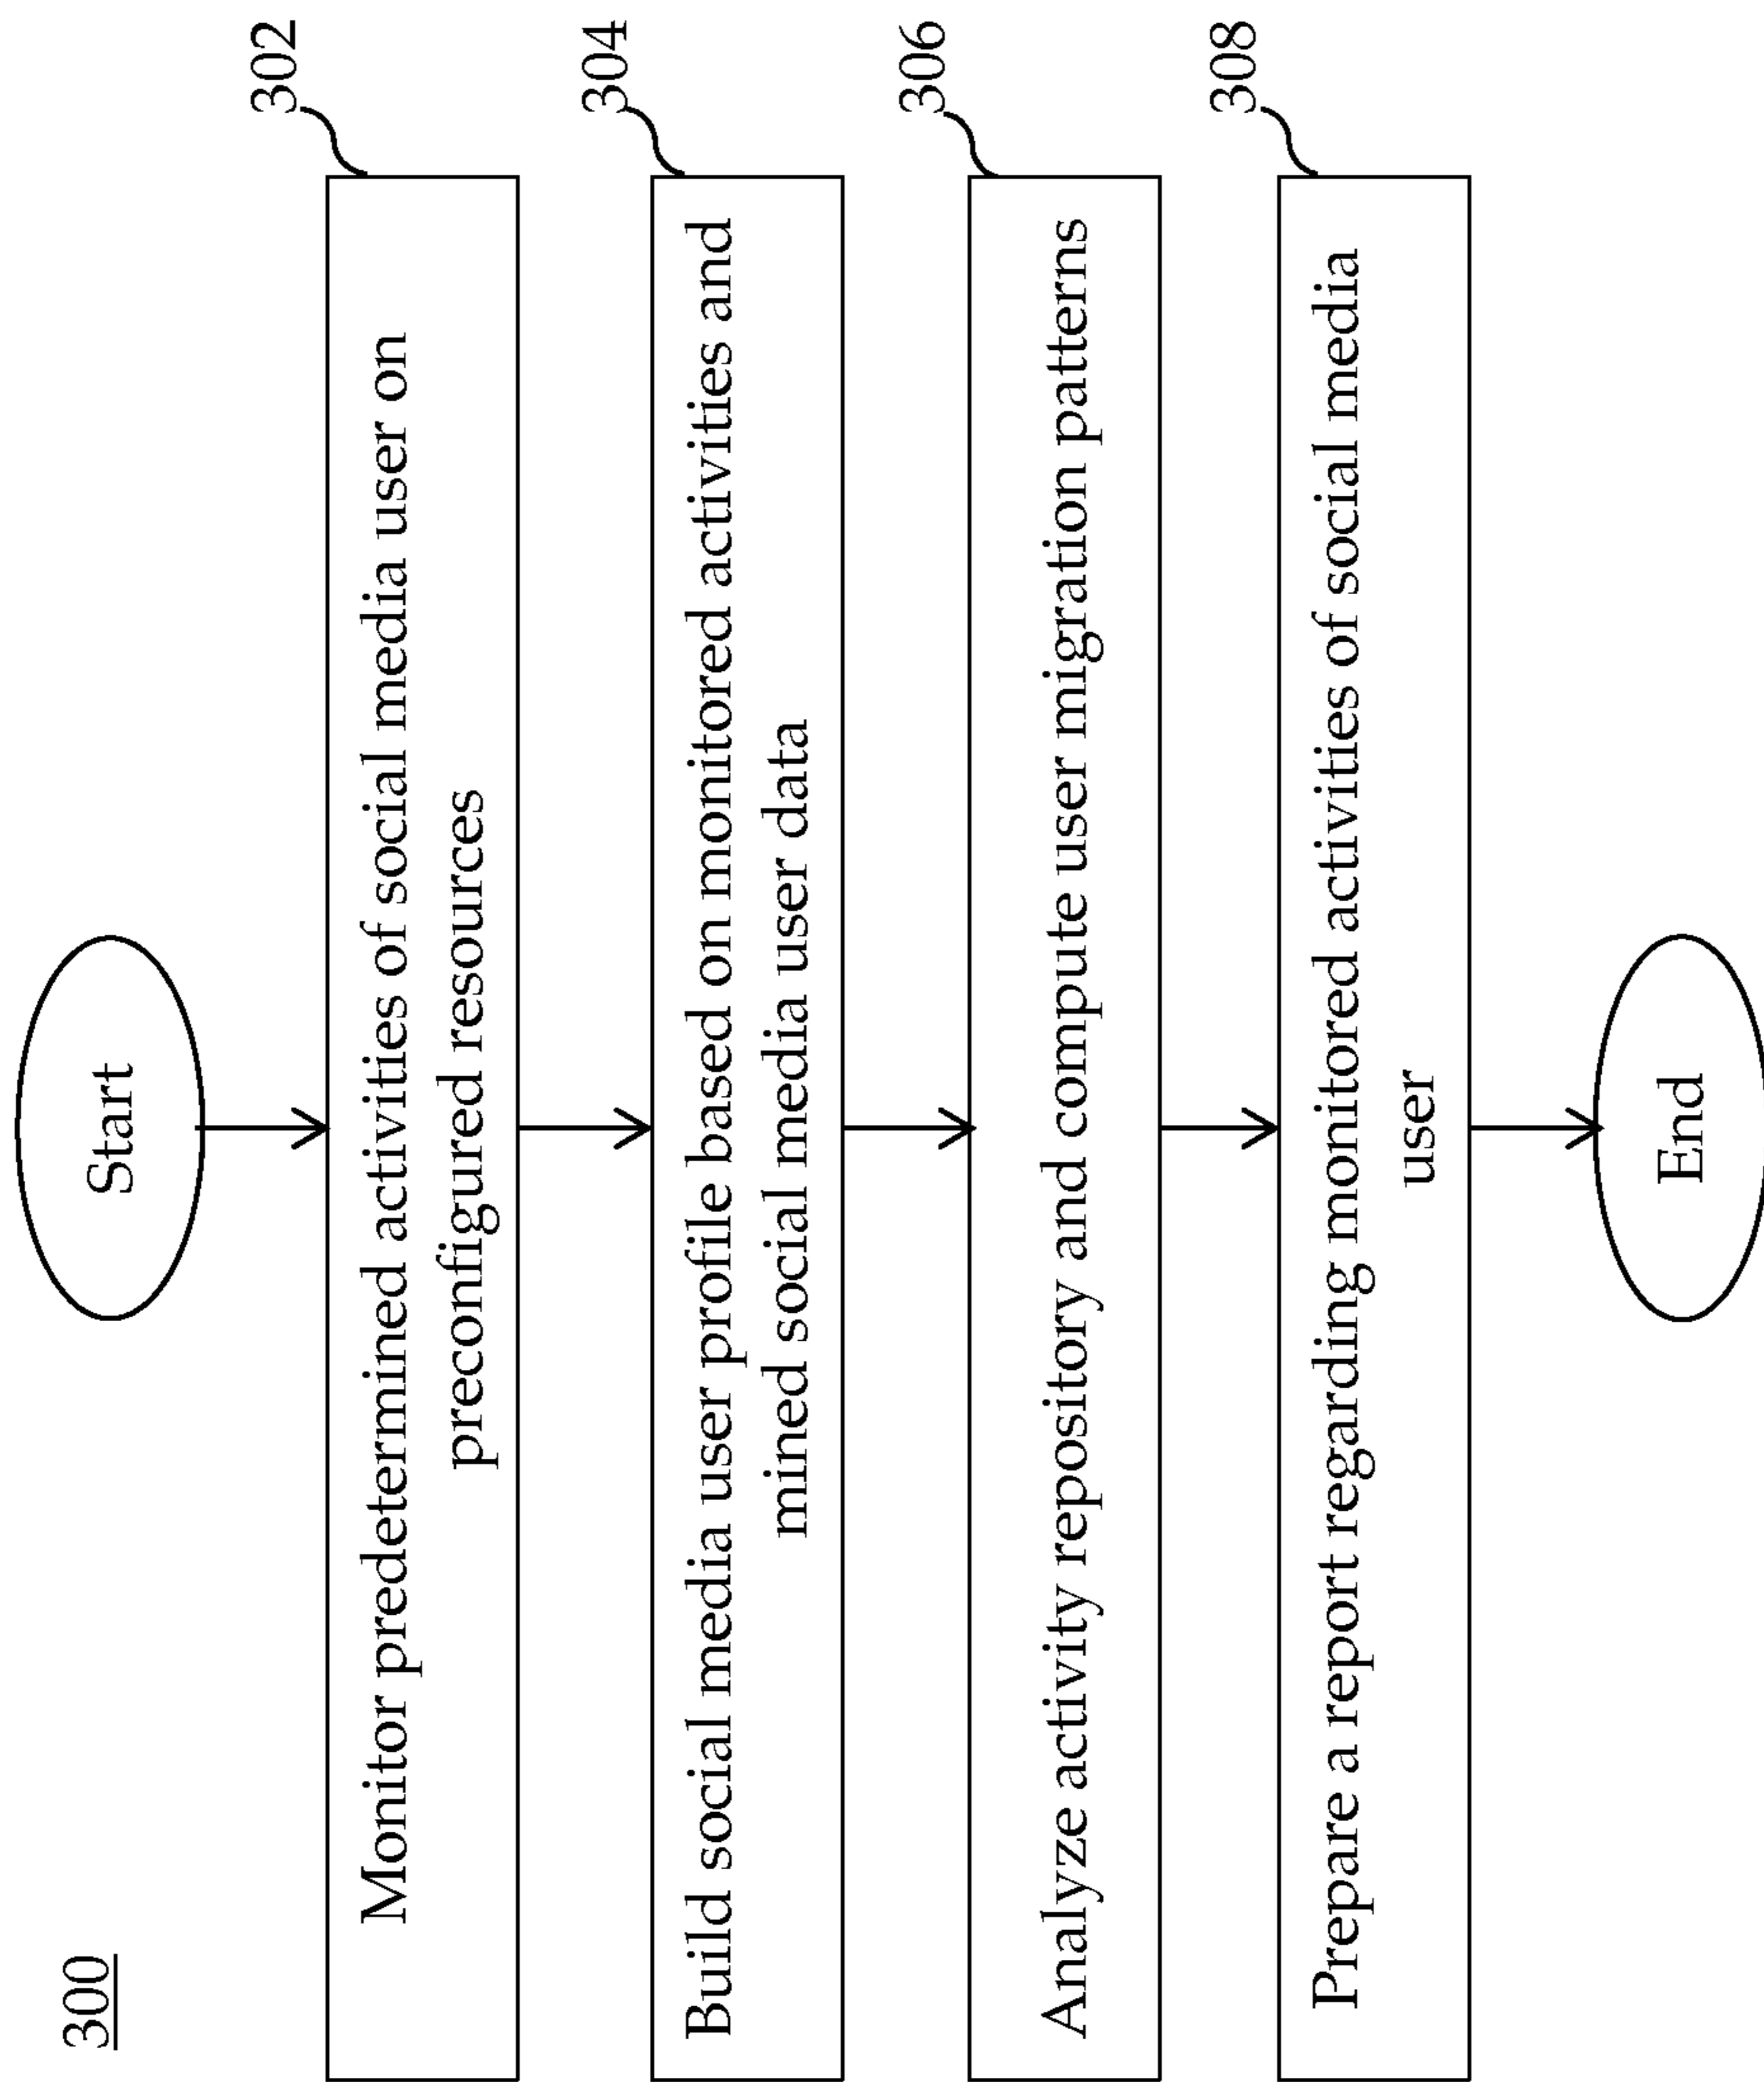 300
Start
302
Monitor predetermined activities of social media user on
preconfigured resources
304
Build social media user profile based on monitored activities and
mined social media user data
306
Analyze activity repository and compute user migration patterns
308
Prepare a report regarding monitored activities of social media
user
End